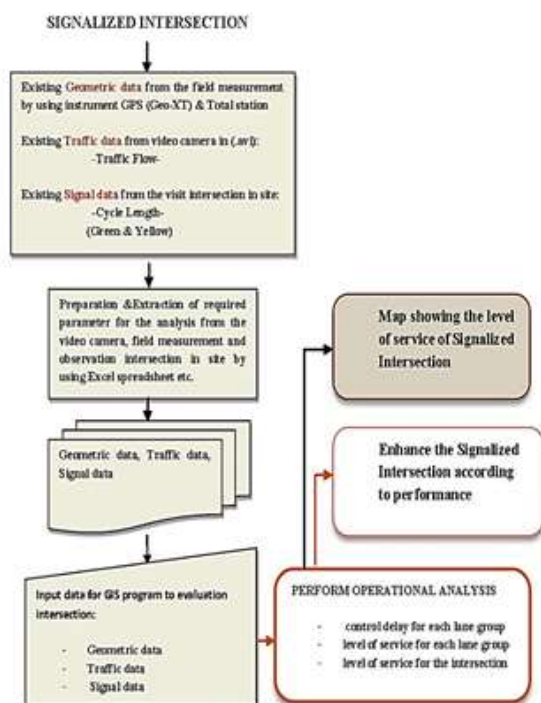 SIGNALIZED INTERSECTION
Existing Geometric data from the field measurement
by using instrument GPS (Geo-XT) & Total station
Existing Traffic data from video camera in (.avi):
-Traffic Flow-
Existing Signal data from the visit intersection in site:
-Cycle Length-
(Green & Yellow)
Preparation &Extraction of required
parameter for the analysis from the
video camera, field measurement and
observation intersection in site by
using Excel spreadsheet etc.
Geometric data, Traffic data,
Signal data
Input data for GIS program to evaluation
intersection:
- Geometric data
- Traffic data
- Signal data
PERFORM OPERATIONAL ANALYSIS
- control delay for each lane group
- level of service for each lane group
- level of service for the intersection
Map showing the level
of service of Signalized
Intersection
Enhance the Signalized
Intersection according
to performance